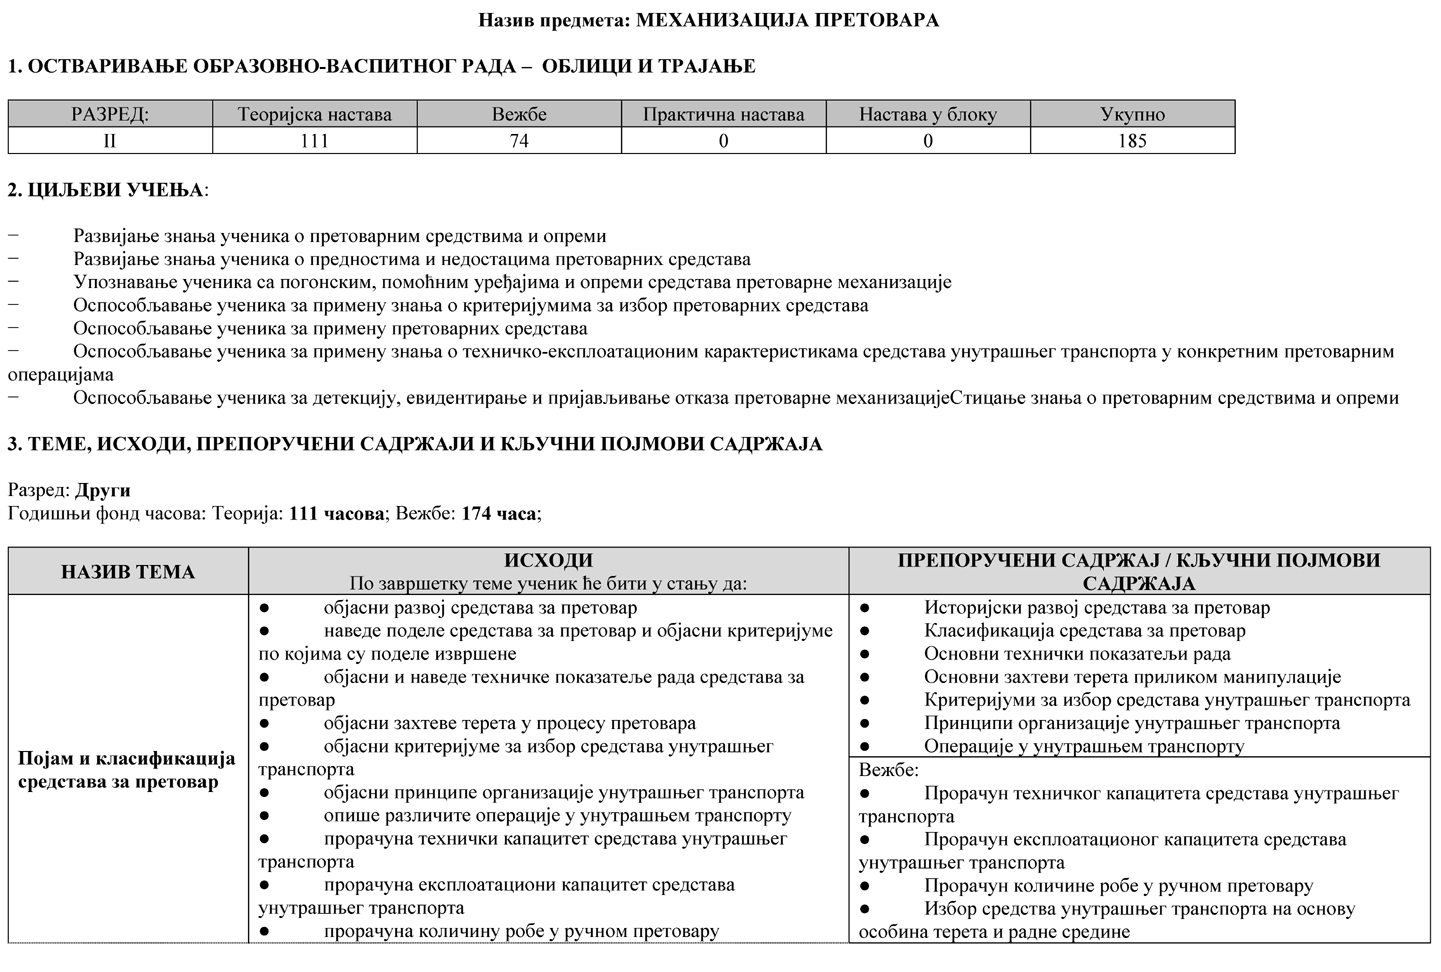 Назив предмета: МЕХАНИЗАЦИЈА ПРЕТОВАРА
1. ОСТВАРИВАЊЕ ОБРАЗОВНО-ВАСПИТНОГ РАДА – ОБЛИЦИ И ТРАЈАЊЕ
РАЗРЕД: Теоријска настава Вежбе Практична настава Настава у блоку Укупно
II 111 74 0 0 185
2. ЦИЉЕВИ УЧЕЊА:
− Развијање знања ученика о претоварним средствима и опреми
− Развијање знања ученика о предностима и недостацима претоварних средстава
− Упознавање ученика са погонским, помоћним уређајима и опреми средстава претоварне механизације
− Оспособљавање ученика за примену знања о критеријумима за избор претоварних средстава
− Оспособљавање ученика за примену претоварних средстава
− Оспособљавање ученика за примену знања о техничко-експлоатационим карактеристикама средстава унутрашњег транспорта у конкретним претоварним
операцијама
− Оспособљавање ученика за детекцију, евидентирање и пријављивање отказа претоварне механизацијеСтицање знања о претоварним средствима и опреми
3. ТЕМЕ, ИСХОДИ, ПРЕПОРУЧЕНИ САДРЖАЈИ И КЉУЧНИ ПОЈМОВИ САДРЖАЈА
Разред: Други
Годишњи фонд часова: Теорија: 111 часова; Вежбе: 174 часа;
НАЗИВ ТЕМА
ИСХОДИ
По завршетку теме ученик ће бити у стању да:
ПРЕПОРУЧЕНИ САДРЖАЈ / КЉУЧНИ ПОЈМОВИ
САДРЖАЈА
Појам и класификација
средстава за претовар
● објасни развој средстава за претовар
● наведе поделе средстава за претовар и објасни критеријуме
по којима су поделе извршене
● објасни и наведе техничке показатеље рада средстава за
претовар
● објасни захтеве терета у процесу претовара
● објасни критеријуме за избор средстава унутрашњег
транспорта
● објасни принципе организације унутрашњег транспорта
● опише различите операције у унутрашњем транспорту
● прорачуна технички капацитет средстава унутрашњег
транспорта
● прорачуна експлоатациони капацитет средстава
унутрашњег транспорта
● прорачуна количину робе у ручном претовару
● Историјски развој средстава за претовар
● Класификација средстава за претовар
● Основни технички показатељи рада
● Основни захтеви терета приликом манипулације
● Критеријуми за избор средстава унутрашњег транспорта
● Принципи организације унутрашњег транспорта
● Операције у унутрашњем транспорту
Вежбе:
● Прорачун техничког капацитета средстава унутрашњег
транспорта
● Прорачун експлоатационог капацитета средстава
унутрашњег транспорта
● Прорачун количине робе у ручном претовару
● Избор средства унутрашњег транспорта на основу
особина терета и радне средине